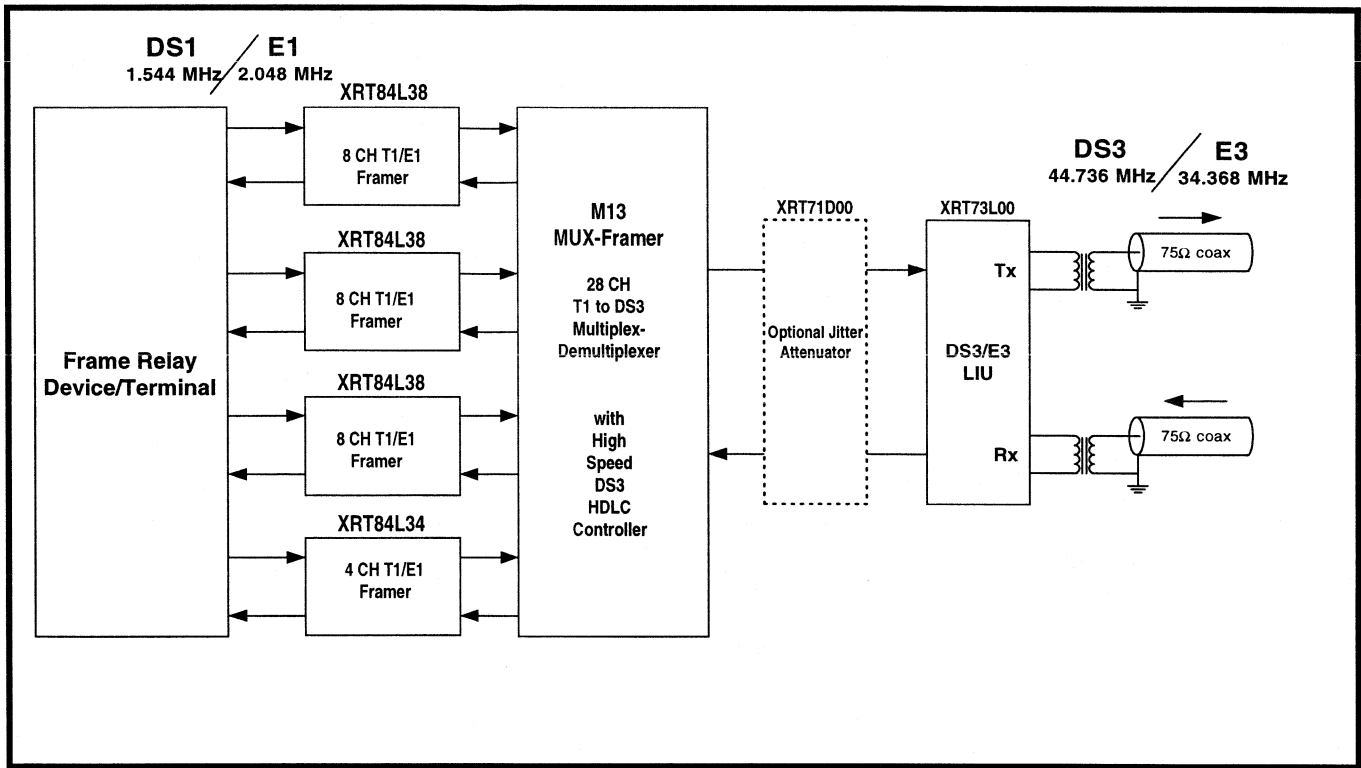 DS1 / E1
1.544 MHz / 2.048 MHz
XRT84L38
8 CH T1/E1
Framer
XRT84L38
8 CH T1/E1
Framer
XRT84L38
8 CH T1/E1
Framer
XRT84L34
4 CH T1/E1
Framer
Frame Relay
Device/Terminal
M13
MUX-Framer
28 CH
T1 to DS3
Multiplex-
Demultiplexer
with
High
Speed
DS3
HDLC
Controller
XRT71D00
Optional Jitter
Attenuator
XRT73L00
Tx
DS3/E3
LIU
Rx
DS3 / E3
44.736 MHz / 34.368 MHz
75Ω coax
75Ω coax